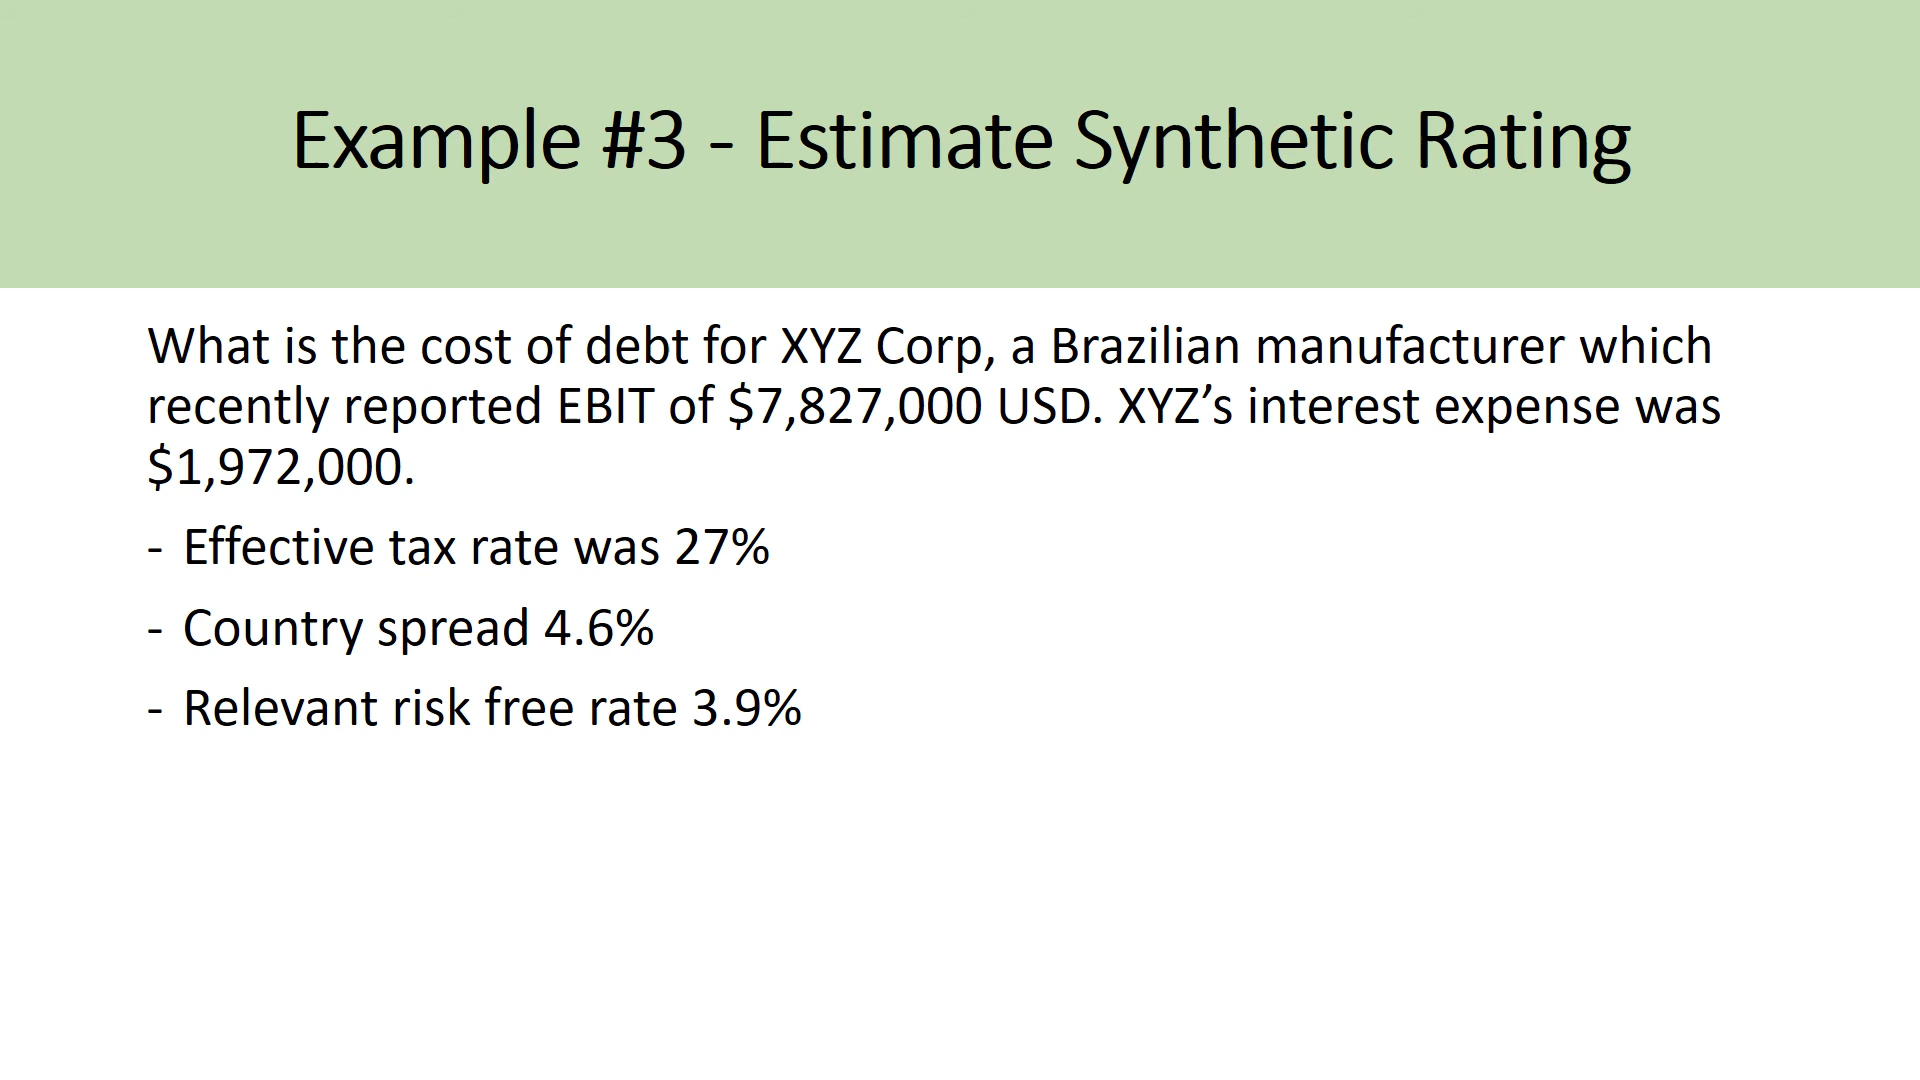 Example #3 - Estimate Synthetic Rating
What is the cost of debt for XYZ Corp, a Brazilian manufacturer which
recently reported EBIT of $7,827,000 USD. XYZ’s interest expense was
$1,972,000.
- Effective tax rate was 27%
- Country spread 4.6%
- Relevant risk free rate 3.9%